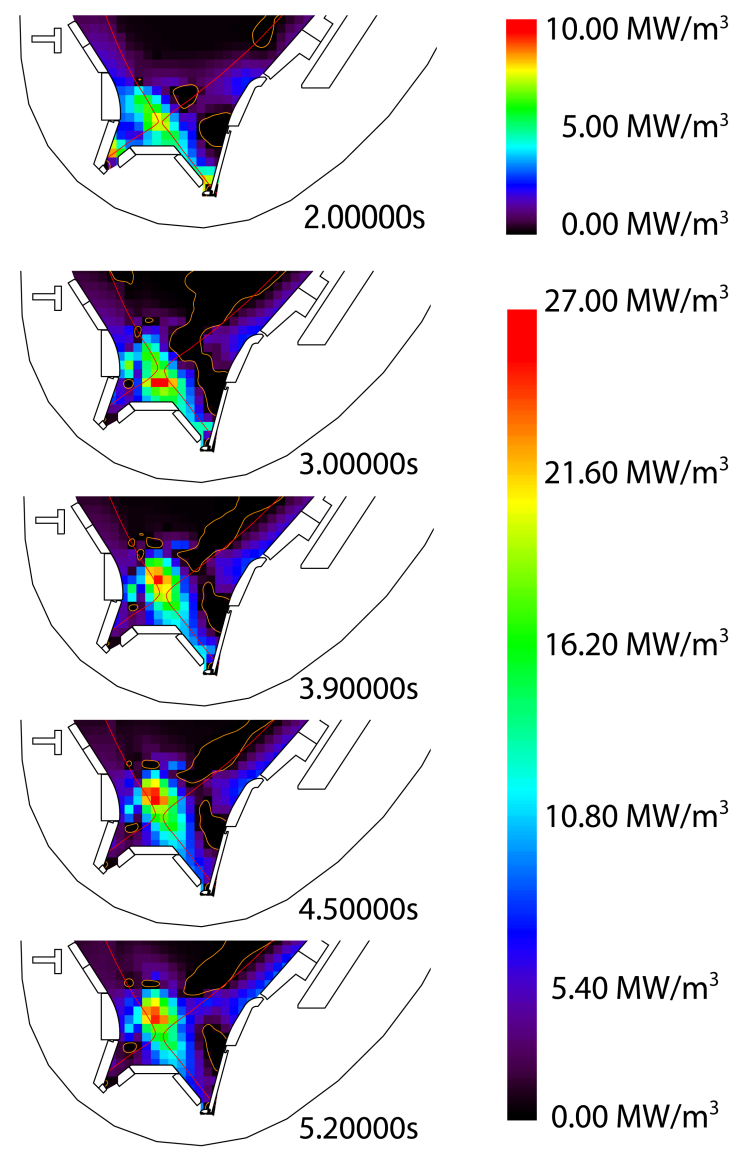 10.00 MW/m³
5.00 MW/m³
0.00 MW/m³
2.00000s
27.00 MW/m³
3.00000s
21.60 MW/m³
16.20 MW/m³
3.90000s
10.80 MW/m³
4.50000s
5.40 MW/m³
0.00 MW/m³
5.20000s